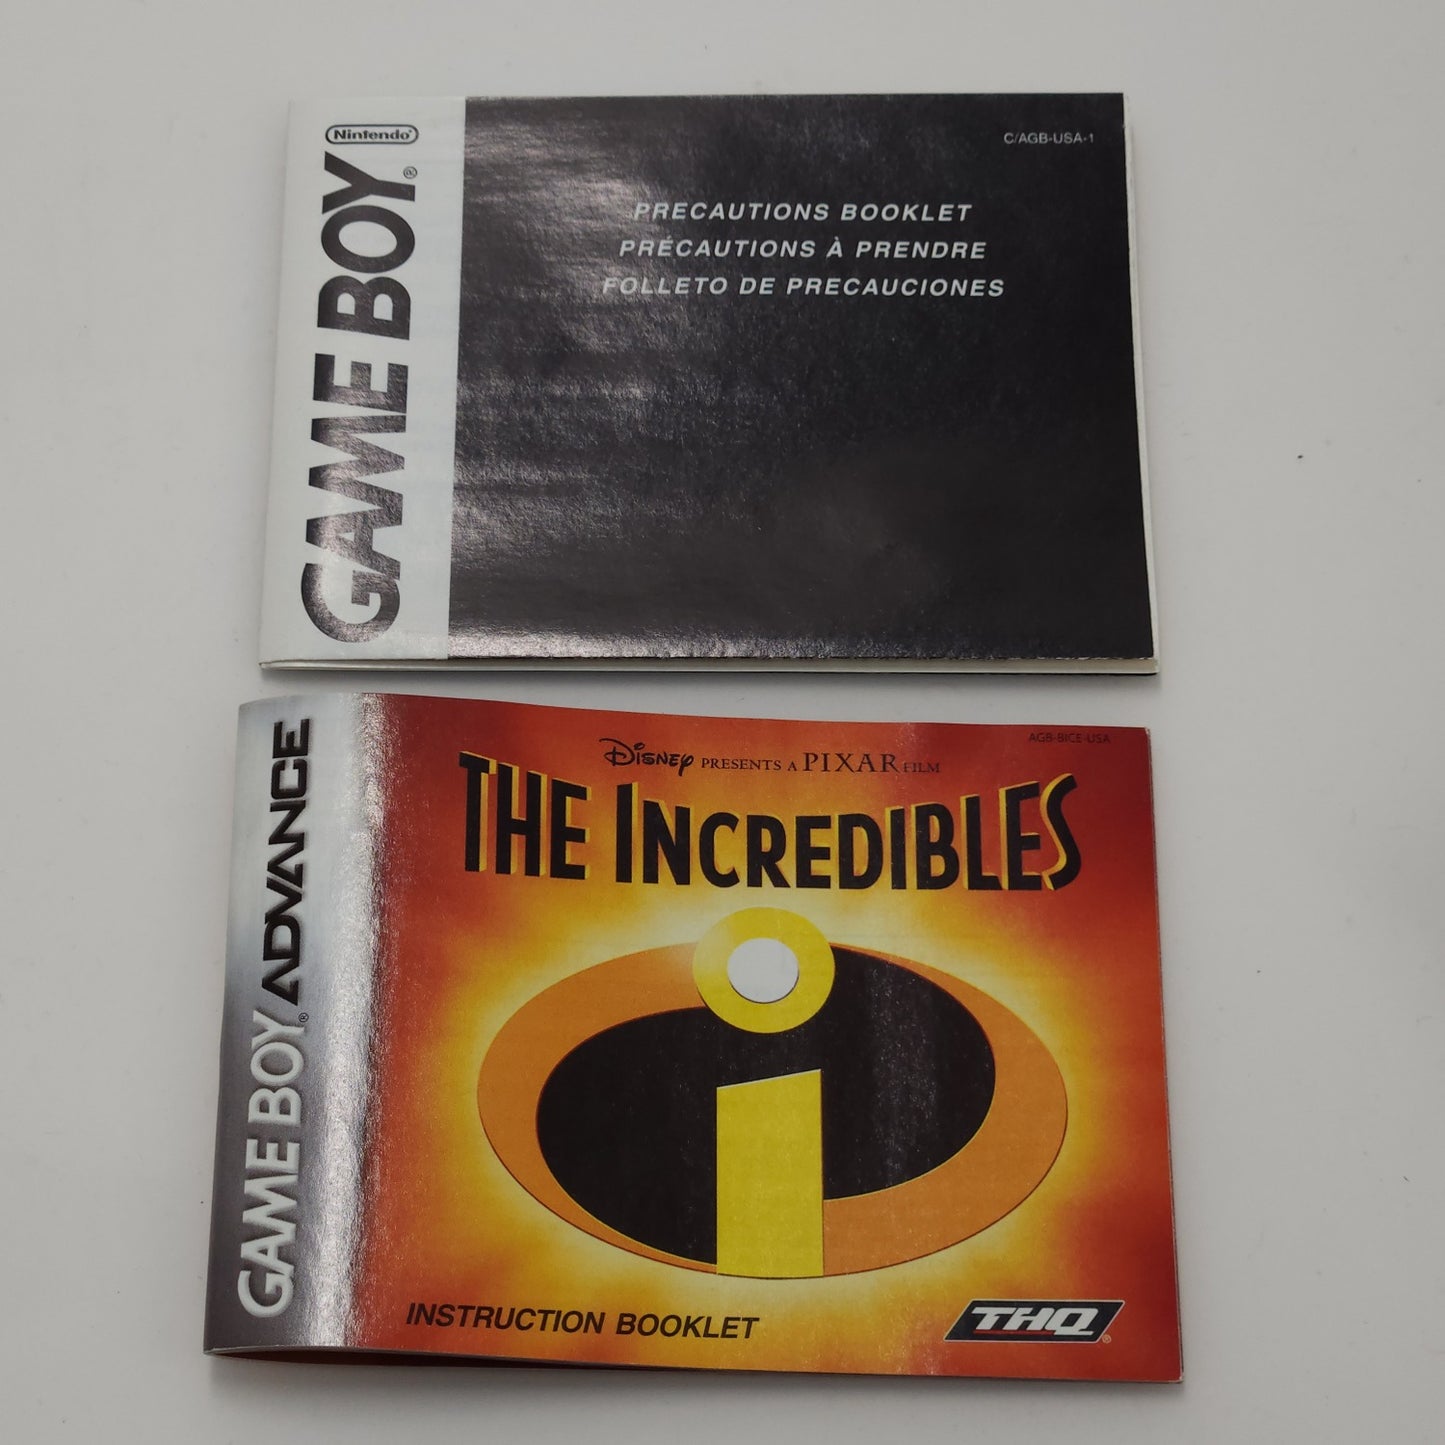 Nintendo®
GAME BOY®
C/AGB-USA-1
PRECAUTIONS BOOKLET
PRÉCAUTIONS À PRENDRE
FOLLETO DE PRECAUCIONES
GAME BOY® ADVANCE
AGB-BICE-USA
Disney PRESENTS A PIXAR FILM
THE INCREDIBLES
i
INSTRUCTION BOOKLET
THQ®